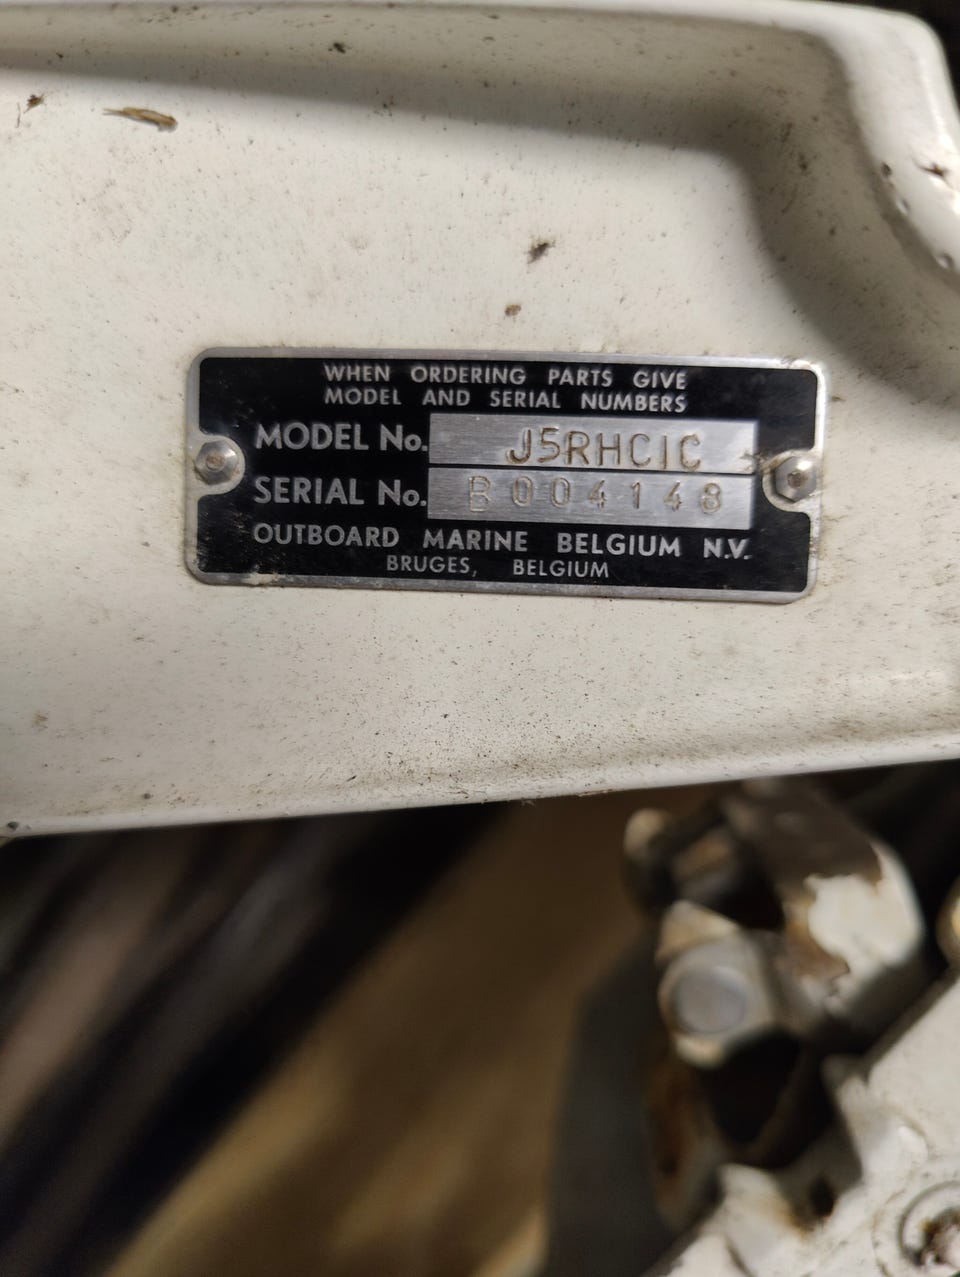 WHEN ORDERING PARTS GIVE
MODEL AND SERIAL NUMBERS
MODEL No. J5RHCIC
SERIAL No. B004148
OUTBOARD MARINE BELGIUM N.V.
BRUGES, BELGIUM